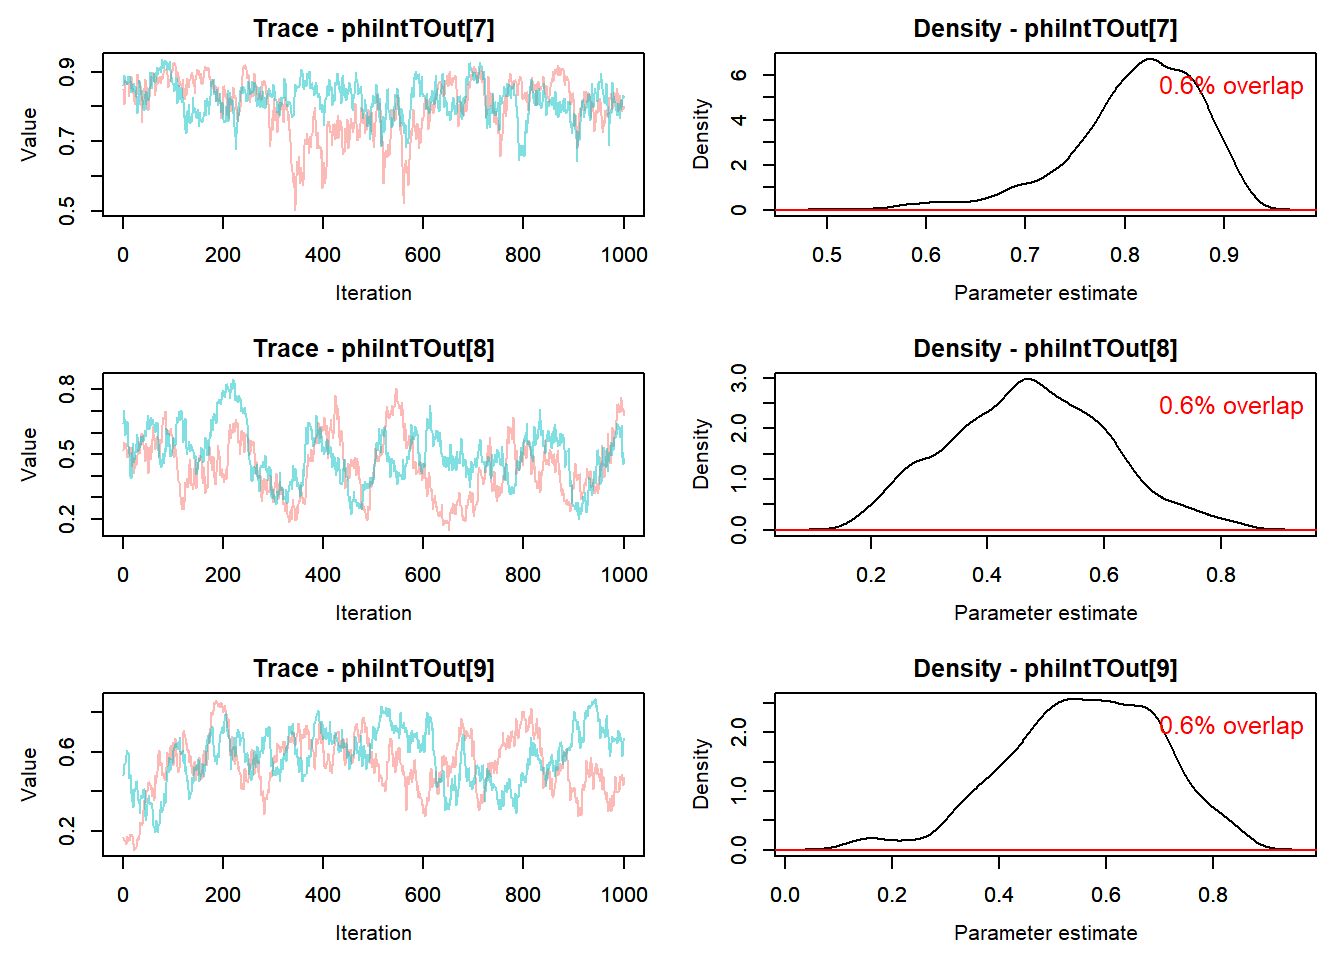 Trace - phiIntTOut[7]
Value
0.5 0.7 0.9
0 200 400 600 800 1000
Iteration
Density - phiIntTOut[7]
0.6% overlap
Density
0 2 4 6
0.5 0.6 0.7 0.8 0.9
Parameter estimate
Trace - phiIntTOut[8]
Value
0.2 0.5 0.8
0 200 400 600 800 1000
Iteration
Density - phiIntTOut[8]
0.6% overlap
Density
0.0 1.0 2.0 3.0
0.2 0.4 0.6 0.8
Parameter estimate
Trace - phiIntTOut[9]
Value
0.2 0.6
0 200 400 600 800 1000
Iteration
Density - phiIntTOut[9]
0.6% overlap
Density
0.0 1.0 2.0
0.0 0.2 0.4 0.6 0.8
Parameter estimate